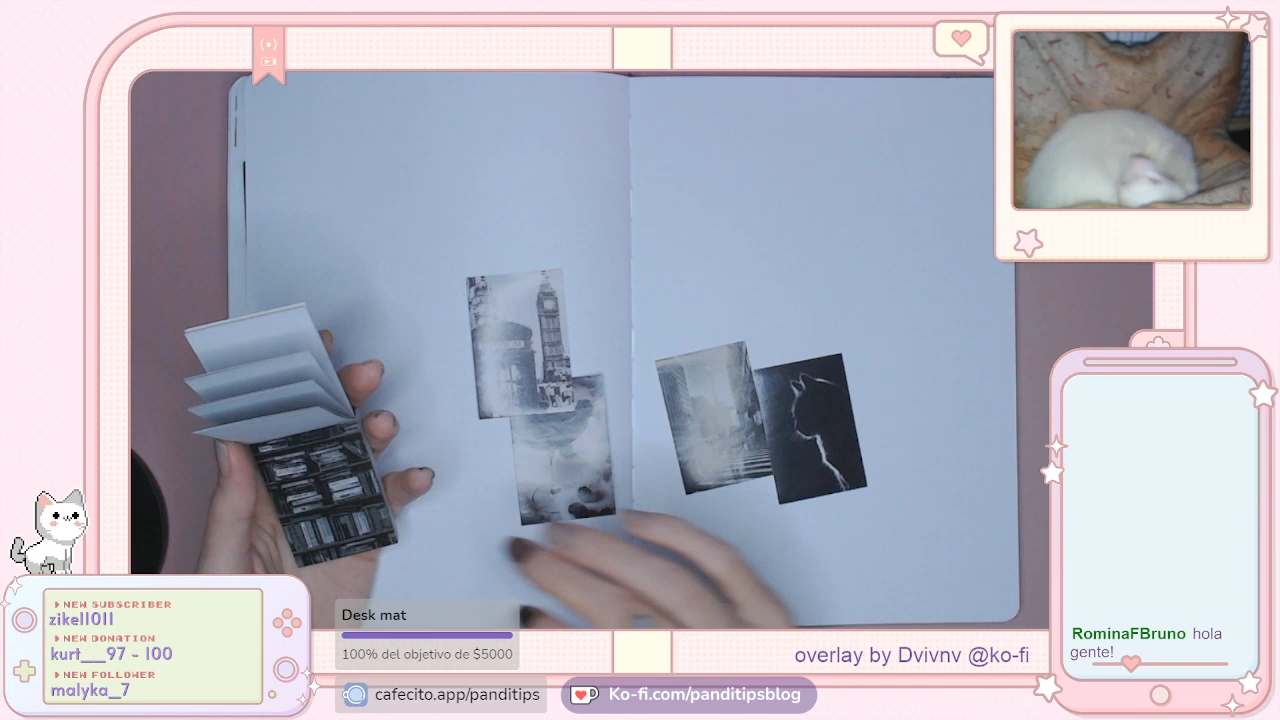 NEW SUBSCRIBER
zikel1011
NEW DONATION
kurt__97 - 100
NEW FOLLOWER
malyka_7
Desk mat
100% del objetivo de $5000
cafecito.app/panditips
Ko-fi.com/panditipsblog
overlay by Dvivnv @ko-fi
RominaFBruno hola
gente!